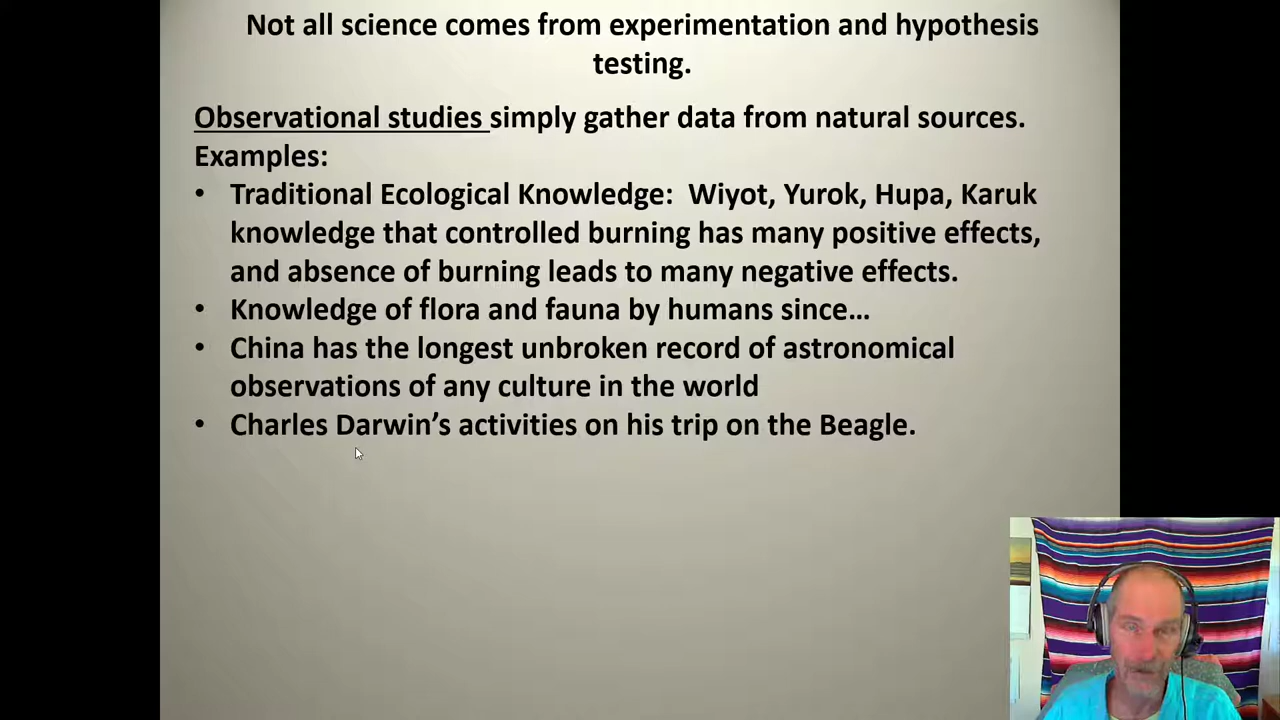 Not all science comes from experimentation and hypothesis
testing.
Observational studies simply gather data from natural sources.
Examples:
• Traditional Ecological Knowledge:  Wiyot, Yurok, Hupa, Karuk
knowledge that controlled burning has many positive effects,
and absence of burning leads to many negative effects.
• Knowledge of flora and fauna by humans since…
• China has the longest unbroken record of astronomical
observations of any culture in the world
• Charles Darwin’s activities on his trip on the Beagle.